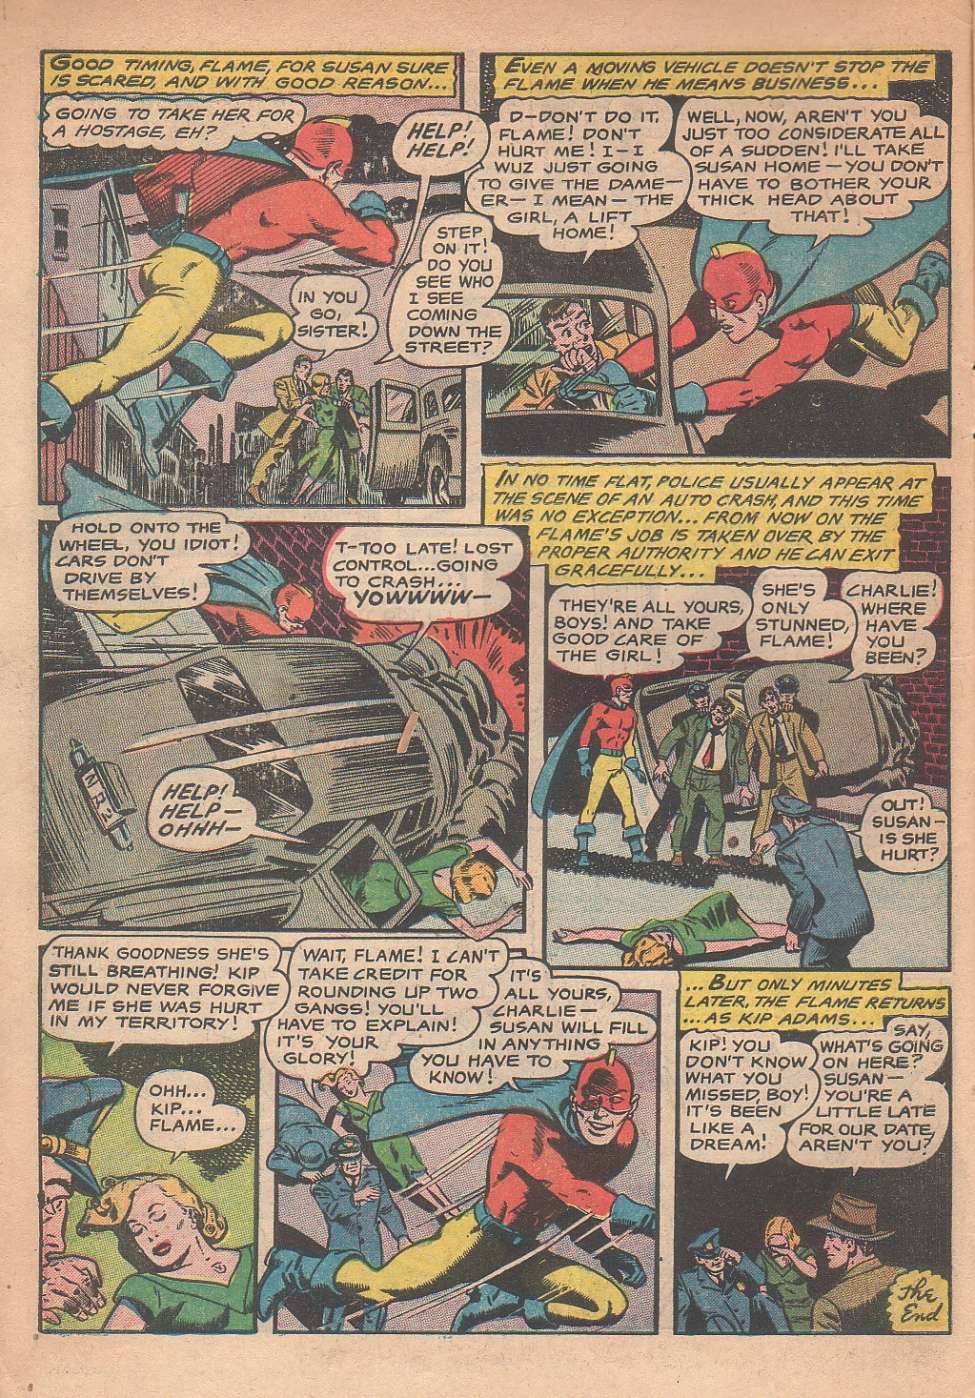 GOOD TIMING, FLAME, FOR SUSAN SURE
IS SCARED, AND WITH GOOD REASON...
GOING TO TAKE HER FOR
A HOSTAGE, EH?
HELP!
HELP!
IN YOU
GO,
SISTER!
STEP
ON IT!
DO YOU
SEE WHO
I SEE
COMING
DOWN THE
STREET?
EVEN A MOVING VEHICLE DOESN'T STOP THE
FLAME WHEN HE MEANS BUSINESS...
D-DON'T DO IT,
FLAME! DON'T
HURT ME! I-I
WUZ JUST GOING
TO GIVE THE DAME—
ER— I MEAN— THE
GIRL, A LIFT
HOME!
WELL, NOW, AREN'T YOU
JUST TOO CONSIDERATE ALL
OF A SUDDEN! I'LL TAKE
SUSAN HOME—YOU DON'T
HAVE TO BOTHER YOUR
THICK HEAD ABOUT
THAT!
HOLD ONTO THE
WHEEL, YOU IDIOT!
CARS DON'T
DRIVE BY
THEMSELVES!
T-TOO LATE! LOST
CONTROL...GOING
TO CRASH...
YOWWWW—
HELP!
HELP—
OHHH—
IN NO TIME FLAT, POLICE USUALLY APPEAR AT
THE SCENE OF AN AUTO CRASH, AND THIS TIME
WAS NO EXCEPTION... FROM NOW ON THE
FLAME'S JOB IS TAKEN OVER BY THE
PROPER AUTHORITY AND HE CAN EXIT
GRACEFULLY...
THEY'RE ALL YOURS,
BOYS! AND TAKE
GOOD CARE OF
THE GIRL!
SHE'S
ONLY
STUNNED,
FLAME!
CHARLIE!
WHERE
HAVE
YOU
BEEN?
OUT!
SUSAN—
IS SHE
HURT?
THANK GOODNESS SHE'S
STILL BREATHING! KIP
WOULD NEVER FORGIVE
ME IF SHE WAS HURT
IN MY TERRITORY!
OHH...
KIP...
FLAME...
WAIT, FLAME! I CAN'T
TAKE CREDIT FOR
ROUNDING UP TWO
GANGS! YOU'LL
HAVE TO EXPLAIN!
IT'S YOUR
GLORY!
IT'S
ALL YOURS,
CHARLIE—
SUSAN WILL FILL
IN ANYTHING
YOU HAVE TO
KNOW!
...BUT ONLY MINUTES
LATER, THE FLAME RETURNS
...AS KIP ADAMS...
KIP! YOU
DON'T KNOW
WHAT YOU
MISSED, BOY!
IT'S BEEN
LIKE A
DREAM!
SAY,
WHAT'S GOING
ON HERE?
SUSAN—
YOU'RE A
LITTLE LATE
FOR OUR DATE,
AREN'T YOU?
The
End